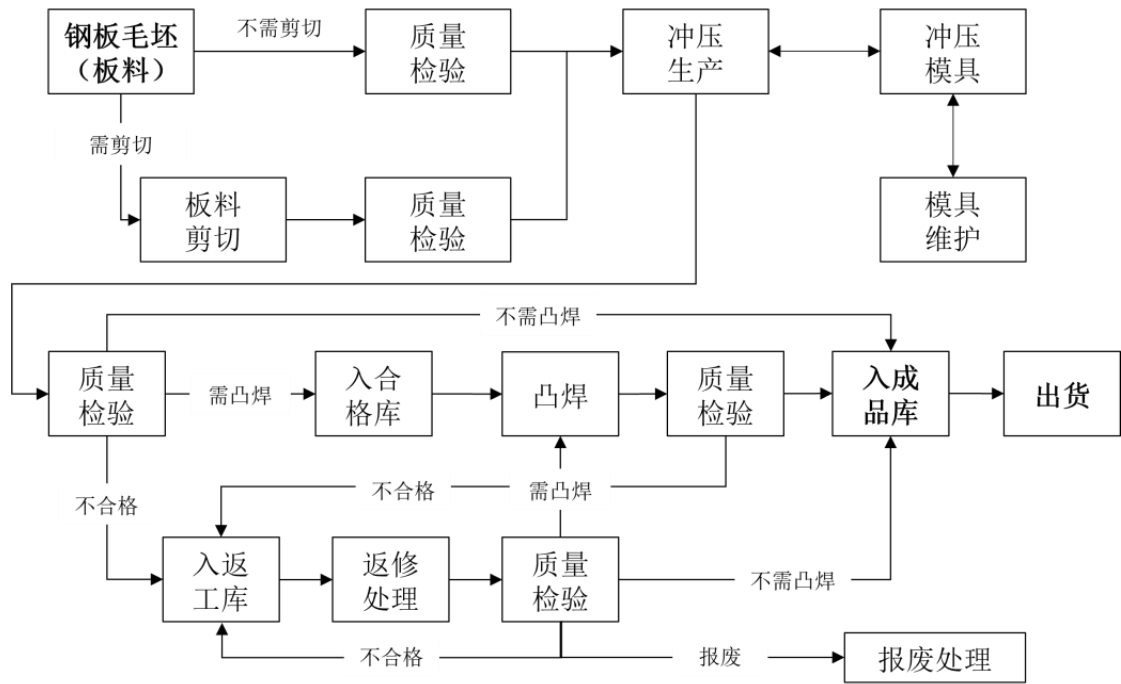 钢板毛坯
（板料）
不需剪切
质量
检验
冲压
生产
冲压
模具
需剪切
板料
剪切
质量
检验
模具
维护
不需凸焊
质量
检验
需凸焊
入合
格库
凸焊
质量
检验
入成
品库
出货
不合格
不合格
需凸焊
入返
工库
返修
处理
质量
检验
不需凸焊
不合格
报废
报废处理